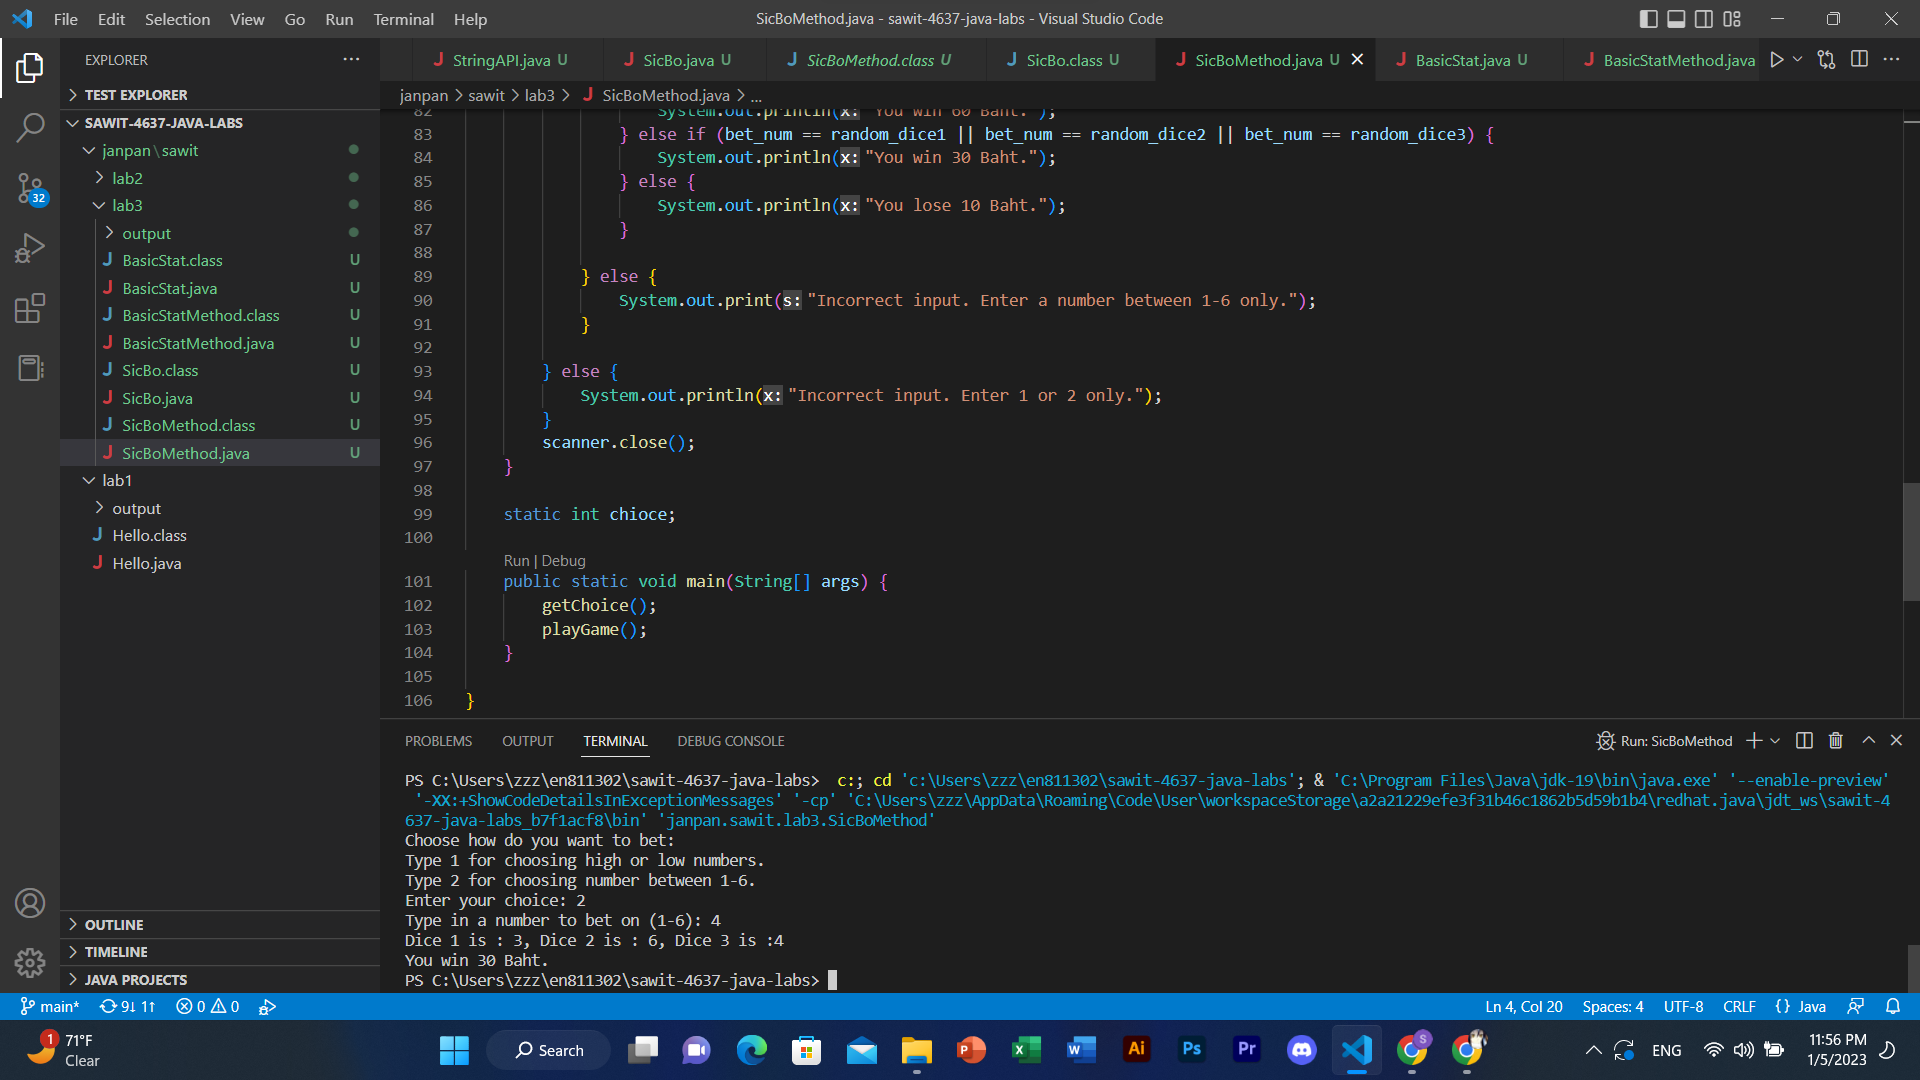 File Edit Selection View Go Run Terminal Help
SicBoMethod.java - sawit-4637-java-labs - Visual Studio Code
EXPLORER
StringAPI.java U
SicBo.java U
SicBoMethod.class U
SicBo.class U
SicBoMethod.java U
BasicStat.java U
BasicStatMethod.java
TEST EXPLORER
SAWIT-4637-JAVA-LABS
janpan\sawit
lab2
lab3
output
BasicStat.class U
BasicStat.java U
BasicStatMethod.class U
BasicStatMethod.java U
SicBo.class U
SicBo.java U
SicBoMethod.class U
SicBoMethod.java U
lab1
output
Hello.class
Hello.java
OUTLINE
TIMELINE
JAVA PROJECTS
32
janpan > sawit > lab3 > SicBoMethod.java > ...
82 System.out.println(x: "You win 60 Baht.");
83 } else if (bet_num == random_dice1 || bet_num == random_dice2 || bet_num == random_dice3) {
84 System.out.println(x: "You win 30 Baht.");
85 } else {
86 System.out.println(x: "You lose 10 Baht.");
87 }
88
89 } else {
90 System.out.print(s: "Incorrect input. Enter a number between 1-6 only.");
91 }
92
93 } else {
94 System.out.println(x: "Incorrect input. Enter 1 or 2 only.");
95 }
96 scanner.close();
97 }
98
99 static int chioce;
100
Run | Debug
101 public static void main(String[] args) {
102 getChoice();
103 playGame();
104 }
105
106 }
PROBLEMS OUTPUT TERMINAL DEBUG CONSOLE
Run: SicBoMethod
PS C:\Users\zzz\en811302\sawit-4637-java-labs>  c:; cd 'c:\Users\zzz\en811302\sawit-4637-java-labs'; & 'C:\Program Files\Java\jdk-19\bin\java.exe' '--enable-preview'
'-XX:+ShowCodeDetailsInExceptionMessages' '-cp' 'C:\Users\zzz\AppData\Roaming\Code\User\workspaceStorage\a2a21229efe3f31b46c1862b5d59b1b4\redhat.java\jdt_ws\sawit-4
637-java-labs_b7f1acf8\bin' 'janpan.sawit.lab3.SicBoMethod'
Choose how do you want to bet:
Type 1 for choosing high or low numbers.
Type 2 for choosing number between 1-6.
Enter your choice: 2
Type in a number to bet on (1-6): 4
Dice 1 is : 3, Dice 2 is : 6, Dice 3 is :4
You win 30 Baht.
PS C:\Users\zzz\en811302\sawit-4637-java-labs>
main* 9↓ 1↑ 0 0
Ln 4, Col 20 Spaces: 4 UTF-8 CRLF {} Java
1
71°F
Clear
Search
P X W Ai Ps Pr S
ENG
11:56 PM
1/5/2023